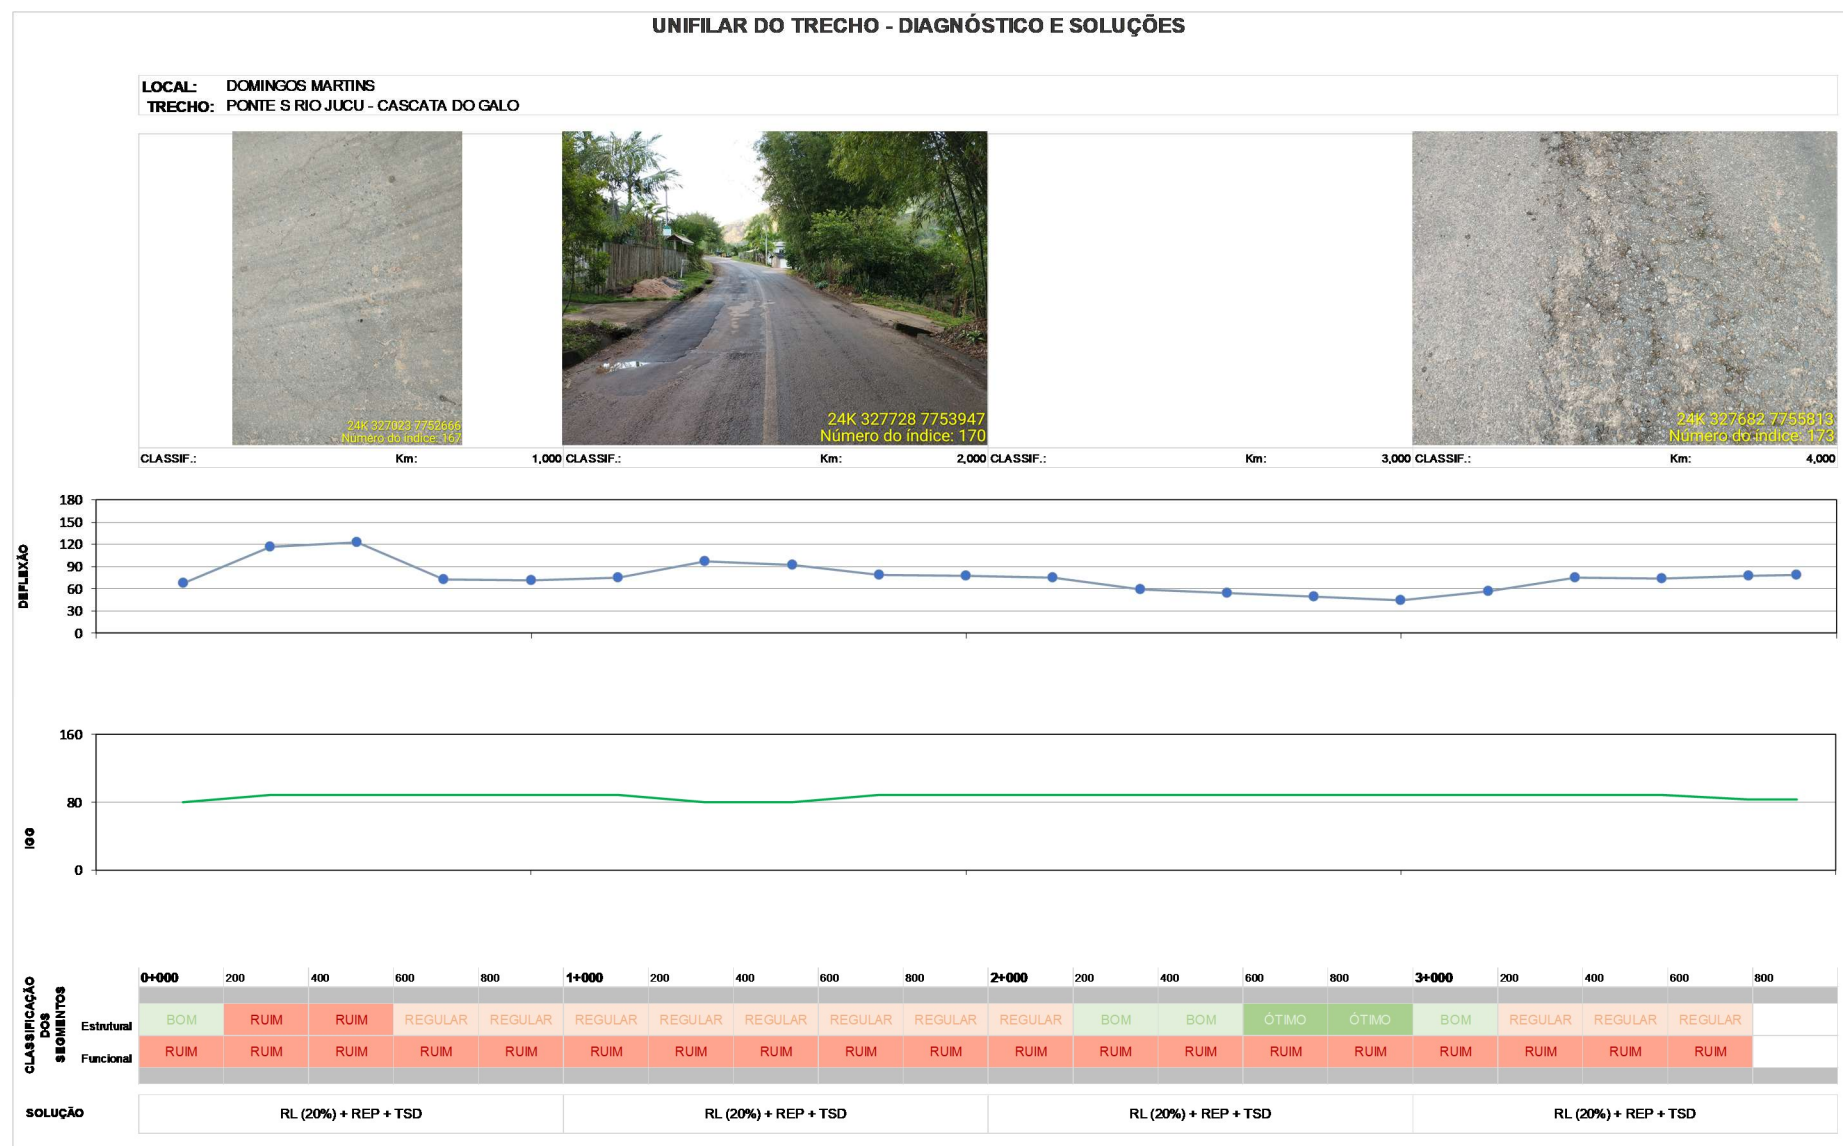 UNIFILAR DO TRECHO - DIAGNÓSTICO E SOLUÇÕES
LOCAL: DOMINGOS MARTINS
TRECHO: PONTE S RIO JUCU - CASCATA DO GALO
24K 327023 7752666
Número do índice: 167
24K 327728 7753947
Número do índice: 170
24K 327682 7755813
Número do índice: 173
CLASSIF.: Km: 1,000 CLASSIF.: Km: 2,000 CLASSIF.: Km: 3,000 CLASSIF.: Km: 4,000
DEFLEXÃO
180
150
120
90
60
30
0
IGG
160
80
0
CLASSIFICAÇÃO
DOS
SEGMENTOS
0+000 200 400 600 800 1+000 200 400 600 800 2+000 200 400 600 800 3+000 200 400 600 800
Estutural BOM RUIM RUIM REGULAR REGULAR REGULAR REGULAR REGULAR REGULAR REGULAR REGULAR BOM BOM ÓTIMO ÓTIMO BOM REGULAR REGULAR REGULAR
Funcional RUIM RUIM RUIM RUIM RUIM RUIM RUIM RUIM RUIM RUIM RUIM RUIM RUIM RUIM RUIM RUIM RUIM RUIM RUIM
SOLUÇÃO RL (20%) + REP + TSD RL (20%) + REP + TSD RL (20%) + REP + TSD RL (20%) + REP + TSD